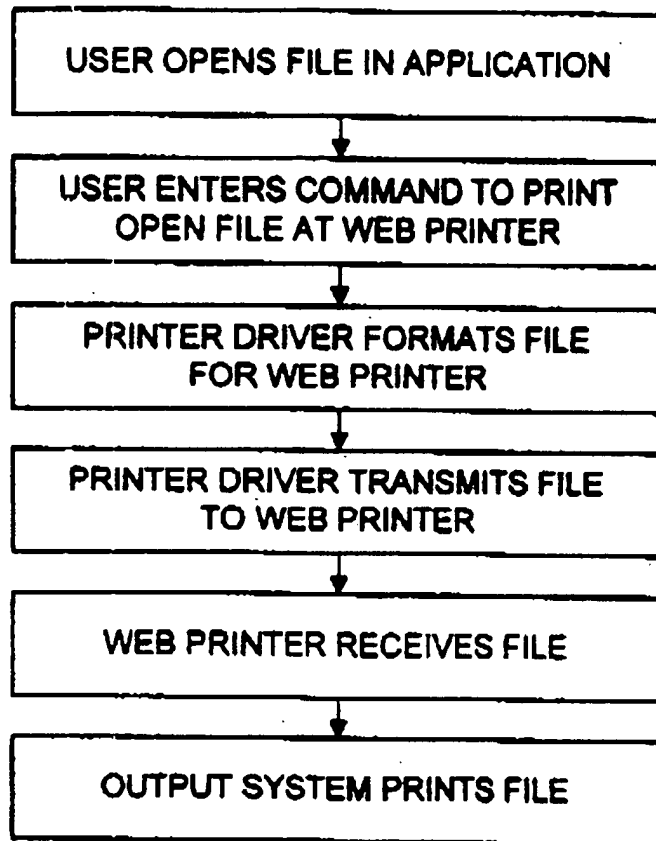 USER OPENS FILE IN APPLICATION
USER ENTERS COMMAND TO PRINT
OPEN FILE AT WEB PRINTER
PRINTER DRIVER FORMATS FILE
FOR WEB PRINTER
PRINTER DRIVER TRANSMITS FILE
TO WEB PRINTER
WEB PRINTER RECEIVES FILE
OUTPUT SYSTEM PRINTS FILE